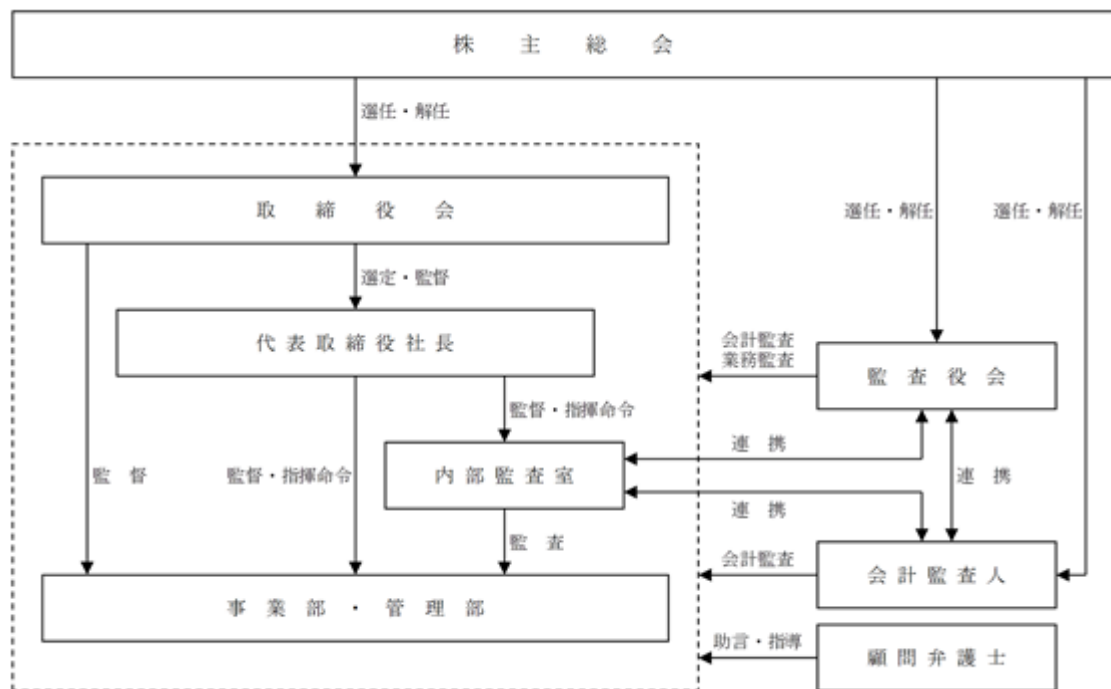 株主総会
選任・解任
取締役会
選任・解任
選任・解任
選定・監督
代表取締役社長
会計監査
業務監査
監査役会
監督・指揮命令
連携
内部監査室
監督
監督・指揮命令
連携
連携
監査
会計監査
会計監査人
事業部・管理部
助言・指導
顧問弁護士